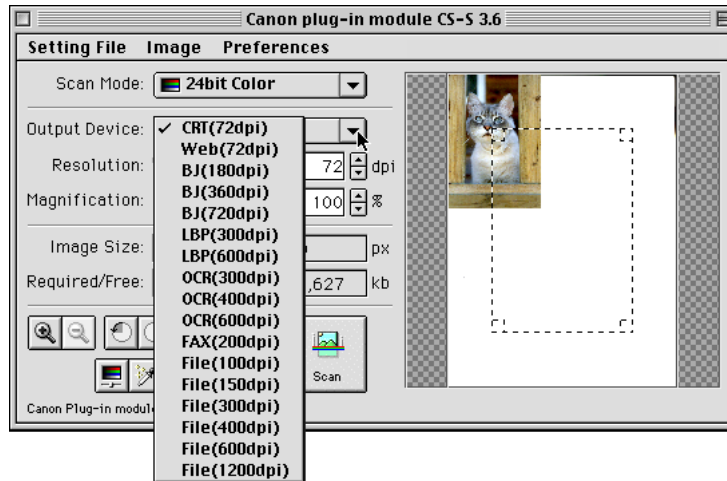 Canon plug-in module CS-S 3.6
Setting File Image Preferences
Scan Mode: 24bit Color
Output Device:
✓ CRT(72dpi)
Web(72dpi)
BJ(180dpi)
BJ(360dpi)
BJ(720dpi)
LBP(300dpi)
LBP(600dpi)
OCR(300dpi)
OCR(400dpi)
OCR(600dpi)
FAX(200dpi)
File(100dpi)
File(150dpi)
File(300dpi)
File(400dpi)
File(600dpi)
File(1200dpi)
Resolution: 72 dpi
Magnification: 100 %
Image Size: px
Required/Free: ,627 kb
Scan
Canon Plug-in modul